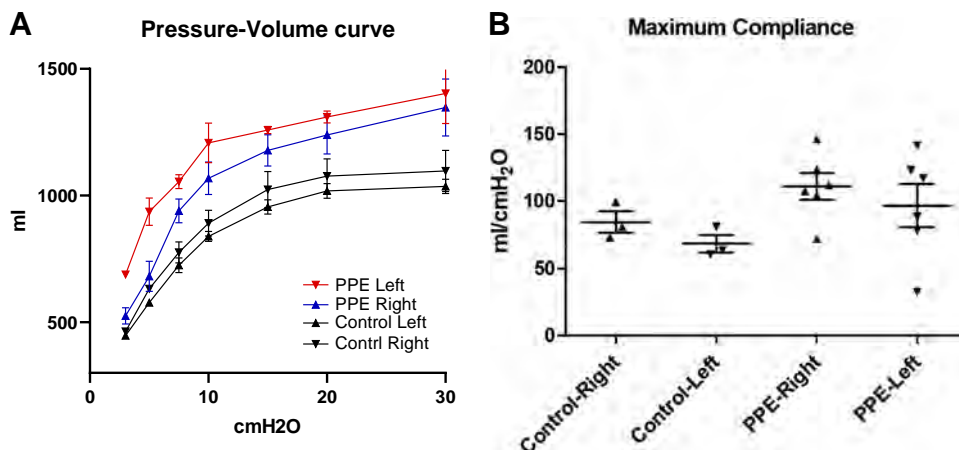 A
Pressure-Volume curve
1500
1000
500
ml
0
10
20
30
cmH2O
PPE Left
PPE Right
Control Left
Contrl Right
B
Maximum Compliance
200
150
100
50
0
ml/cmH₂O
Control-Right
Control-Left
PPE-Right
PPE-Left